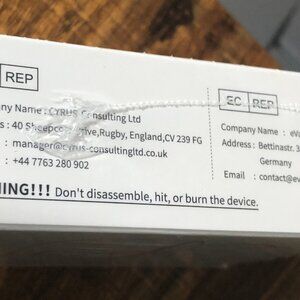 REP
ny Name : CYRUS Consulting Ltd
s : 40 Sheepcote Drive,Rugby, England,CV 239 FG
: manager@cyrus-consultingltd.co.uk
: +44 7763 280 902
EC REP
Company Name : eVa
Address : Bettinastr. 3
Germany
Email : contact@ev
NING!!! Don't disassemble, hit, or burn the device.